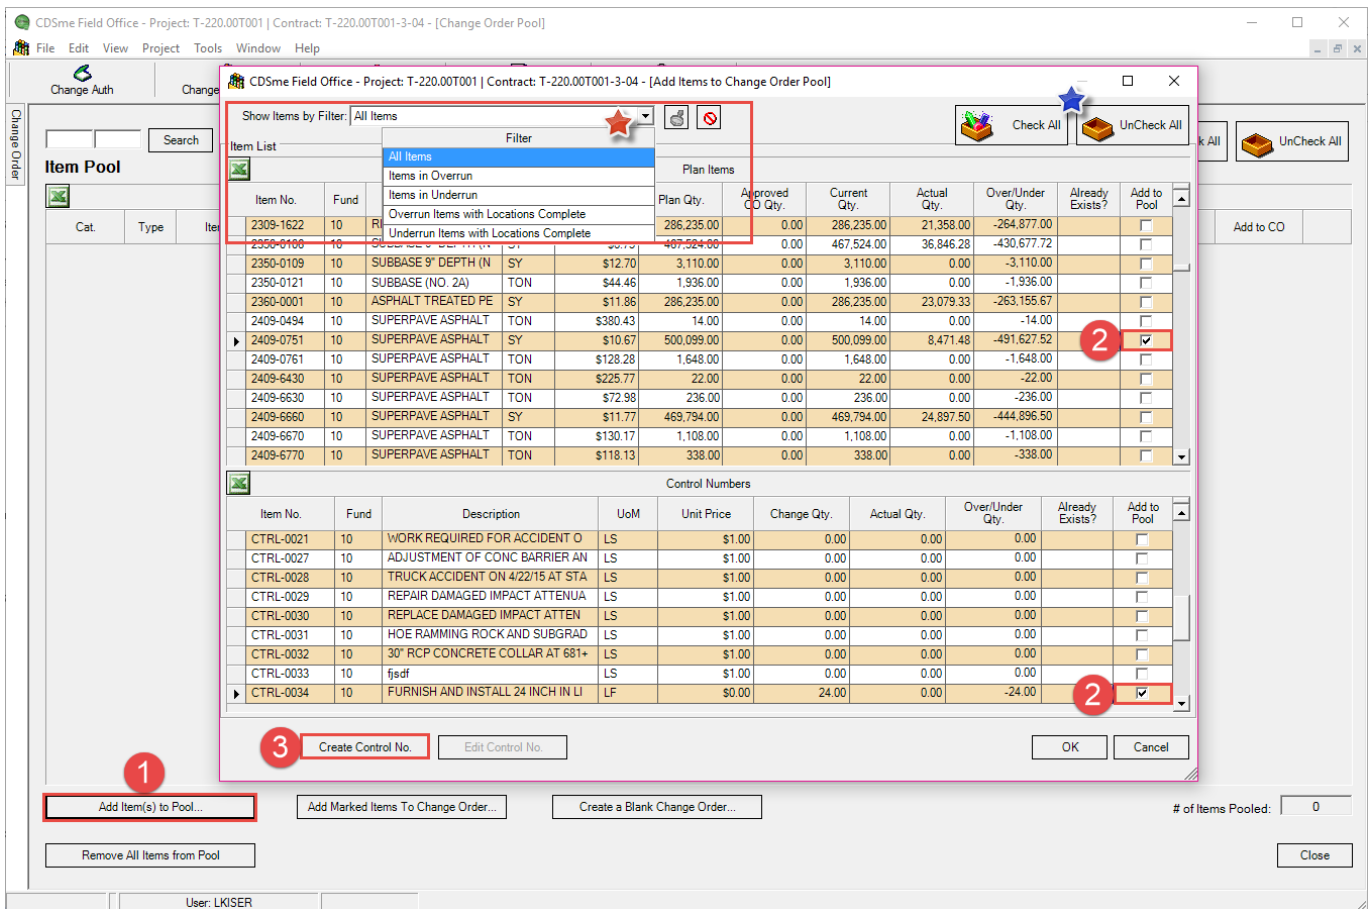 CDSme Field Office - Project: T-220.00T001 | Contract: T-220.00T001-3-04 - [Change Order Pool]
File Edit View Project Tools Window Help
Change Auth Change
Change Order
Search
Item Pool
Cat. Type
k All UnCheck All
Add to CO
CDSme Field Office - Project: T-220.00T001 | Contract: T-220.00T001-3-04 - [Add Items to Change Order Pool]
Show Items by Filter: All Items
Check All UnCheck All
Filter
All Items
Items in Overrun
Items in Underrun
Overrun Items with Locations Complete
Underrun Items with Locations Complete
Item List
Plan Items
Item No. Fund Plan Qty. Approved CO Qty. Current Qty. Actual Qty. Over/Under Qty. Already Exists? Add to Pool
2309-1622 10 286,235.00 0.00 286,235.00 21,358.00 -264,877.00
10 467,524.00 0.00 467,524.00 36,846.28 -430,677.72
2350-0109 10 SUBBASE 9" DEPTH (N SY $12.70 3,110.00 0.00 3,110.00 0.00 -3,110.00
2350-0121 10 SUBBASE (NO. 2A) TON $44.46 1,936.00 0.00 1,936.00 0.00 -1,936.00
2360-0001 10 ASPHALT TREATED PE SY $11.86 286,235.00 0.00 286,235.00 23,079.33 -263,155.67
2409-0494 10 SUPERPAVE ASPHALT TON $380.43 14.00 0.00 14.00 0.00 -14.00
2409-0751 10 SUPERPAVE ASPHALT SY $10.67 500,099.00 0.00 500,099.00 8,471.48 -491,627.52 2
2409-0761 10 SUPERPAVE ASPHALT TON $128.28 1,648.00 0.00 1,648.00 0.00 -1,648.00
2409-6430 10 SUPERPAVE ASPHALT TON $225.77 22.00 0.00 22.00 0.00 -22.00
2409-6630 10 SUPERPAVE ASPHALT TON $72.98 236.00 0.00 236.00 0.00 -236.00
2409-6660 10 SUPERPAVE ASPHALT SY $11.77 469,794.00 0.00 469,794.00 24,897.50 -444,896.50
2409-6670 10 SUPERPAVE ASPHALT TON $130.17 1,108.00 0.00 1,108.00 0.00 -1,108.00
2409-6770 10 SUPERPAVE ASPHALT TON $118.13 338.00 0.00 338.00 0.00 -338.00
Control Numbers
Item No. Fund Description UoM Unit Price Change Qty. Actual Qty. Over/Under Qty. Already Exists? Add to Pool
CTRL-0021 10 WORK REQUIRED FOR ACCIDENT O LS $1.00 0.00 0.00 0.00
CTRL-0027 10 ADJUSTMENT OF CONC BARRIER AN LS $1.00 0.00 0.00 0.00
CTRL-0028 10 TRUCK ACCIDENT ON 4/22/15 AT STA LS $1.00 0.00 0.00 0.00
CTRL-0029 10 REPAIR DAMAGED IMPACT ATTENUA LS $1.00 0.00 0.00 0.00
CTRL-0030 10 REPLACE DAMAGED IMPACT ATTEN LS $1.00 0.00 0.00 0.00
CTRL-0031 10 HOE RAMMING ROCK AND SUBGRAD LS $1.00 0.00 0.00 0.00
CTRL-0032 10 30" RCP CONCRETE COLLAR AT 681+ LS $1.00 0.00 0.00 0.00
CTRL-0033 10 fjsdf LS $1.00 0.00 0.00 0.00
CTRL-0034 10 FURNISH AND INSTALL 24 INCH IN LI LF $0.00 24.00 0.00 -24.00 2
3 Create Control No. Edit Control No. OK Cancel
1
Add Item(s) to Pool... Add Marked Items To Change Order... Create a Blank Change Order... # of Items Pooled: 0
Remove All Items from Pool Close
User: LKISER